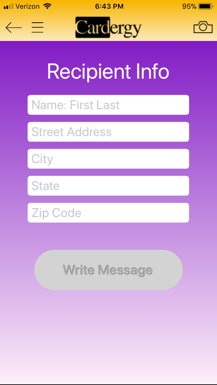 Verizon 6:43 PM 95%
Cardergy
Recipient Info
Name: First Last
Street Address
City
State
Zip Code
Write Message